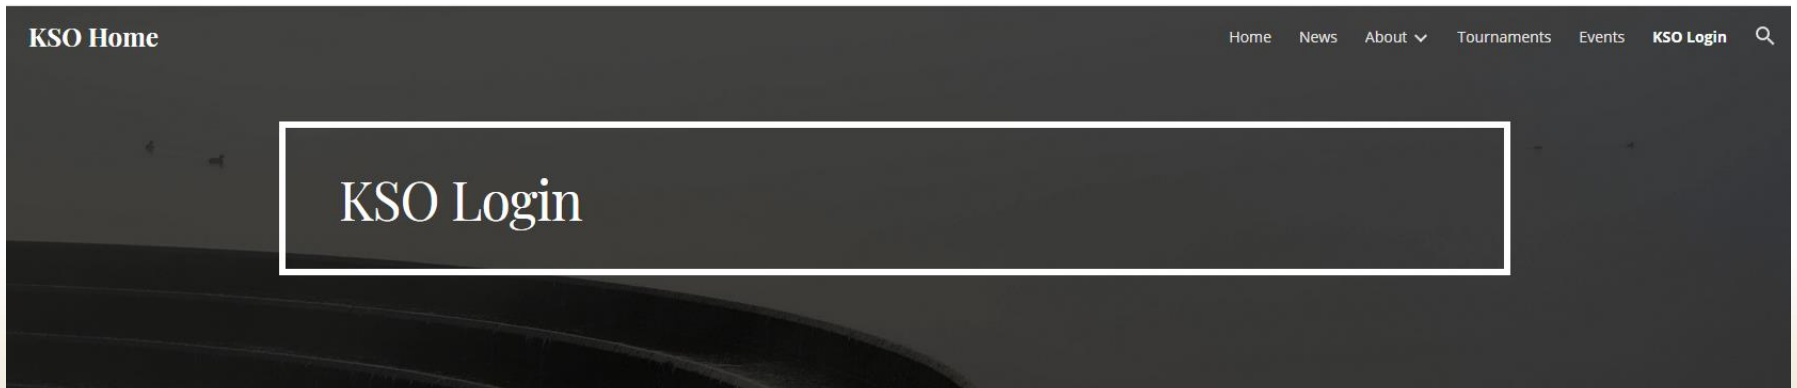 KSO Home
Home News About Tournaments Events KSO Login
KSO Login